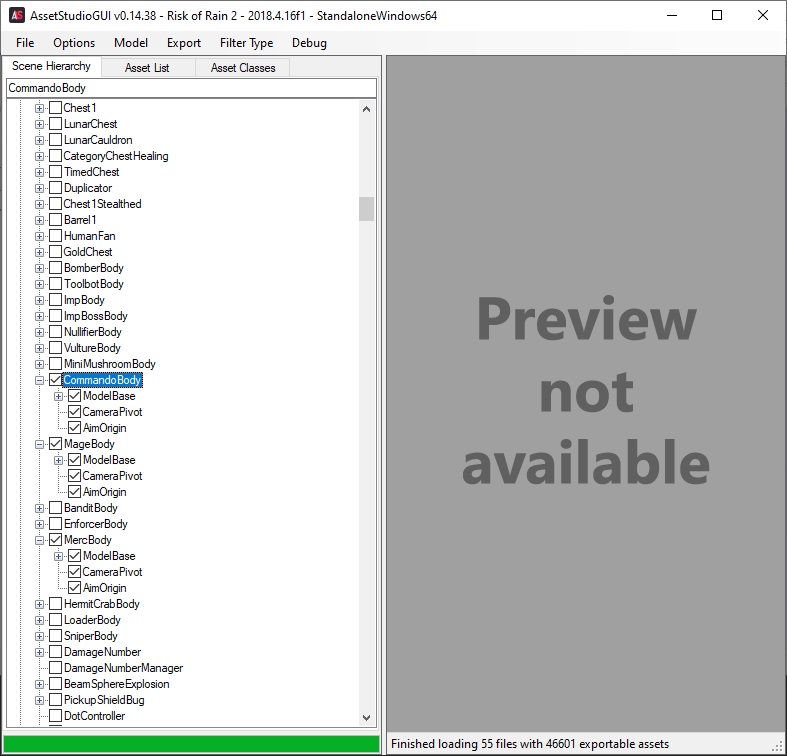 AssetStudioGUI v0.14.38 - Risk of Rain 2 - 2018.4.16f1 - StandaloneWindows64
File Options Model Export Filter Type Debug
Scene Hierarchy Asset List Asset Classes
CommandoBody
Chest1
LunarChest
LunarCauldron
CategoryChestHealing
TimedChest
Duplicator
Chest1Stealthed
Barrel1
HumanFan
GoldChest
BomberBody
ToolbotBody
ImpBody
ImpBossBody
NullifierBody
VultureBody
MiniMushroomBody
CommandoBody
ModelBase
CameraPivot
AimOrigin
MageBody
ModelBase
CameraPivot
AimOrigin
BanditBody
EnforcerBody
MercBody
ModelBase
CameraPivot
AimOrigin
HermitCrabBody
LoaderBody
SniperBody
DamageNumber
DamageNumberManager
BeamSphereExplosion
PickupShieldBug
DotController
Preview
not
available
Finished loading 55 files with 46601 exportable assets